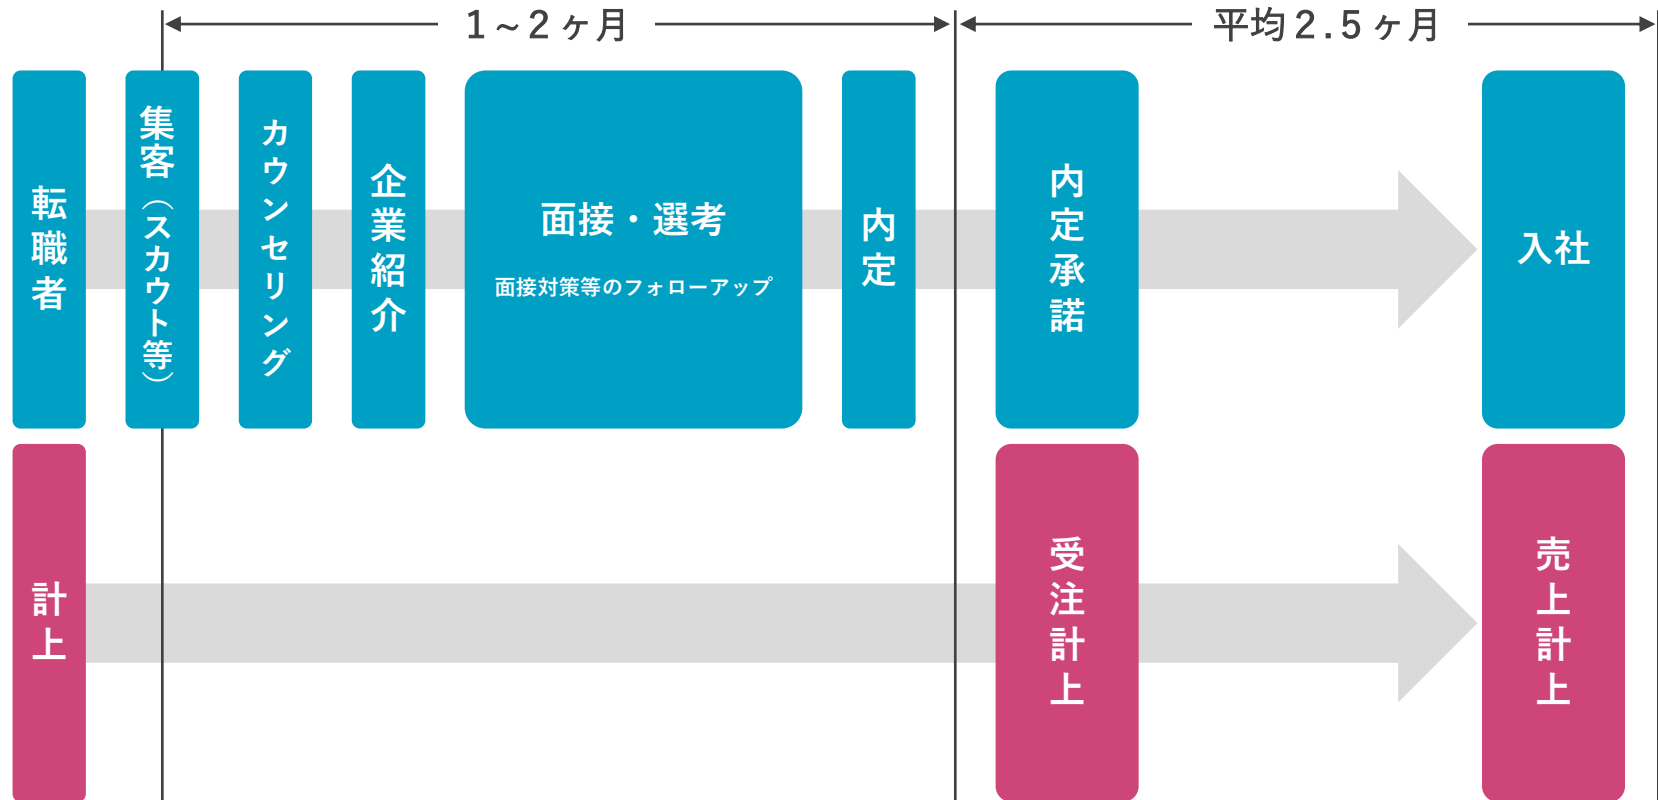 1～2ヶ月
平均2.5ヶ月
転職者
集客（スカウト等）
カウンセリング
企業紹介
面接・選考
面接対策等のフォローアップ
内定
内定承諾
入社
計上
受注計上
売上計上